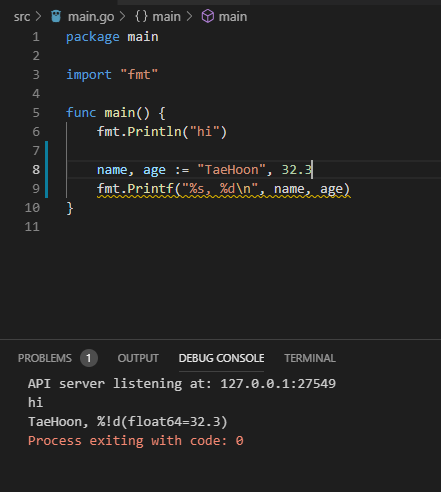 src > main.go > {} main > main
1 package main
2
3 import "fmt"
4
5 func main() {
6 fmt.Println("hi")
7
8 name, age := "TaeHoon", 32.3
9 fmt.Printf("%s, %d\n", name, age)
10 }
11
PROBLEMS 1 OUTPUT DEBUG CONSOLE TERMINAL
API server listening at: 127.0.0.1:27549
hi
TaeHoon, %!d(float64=32.3)
Process exiting with code: 0